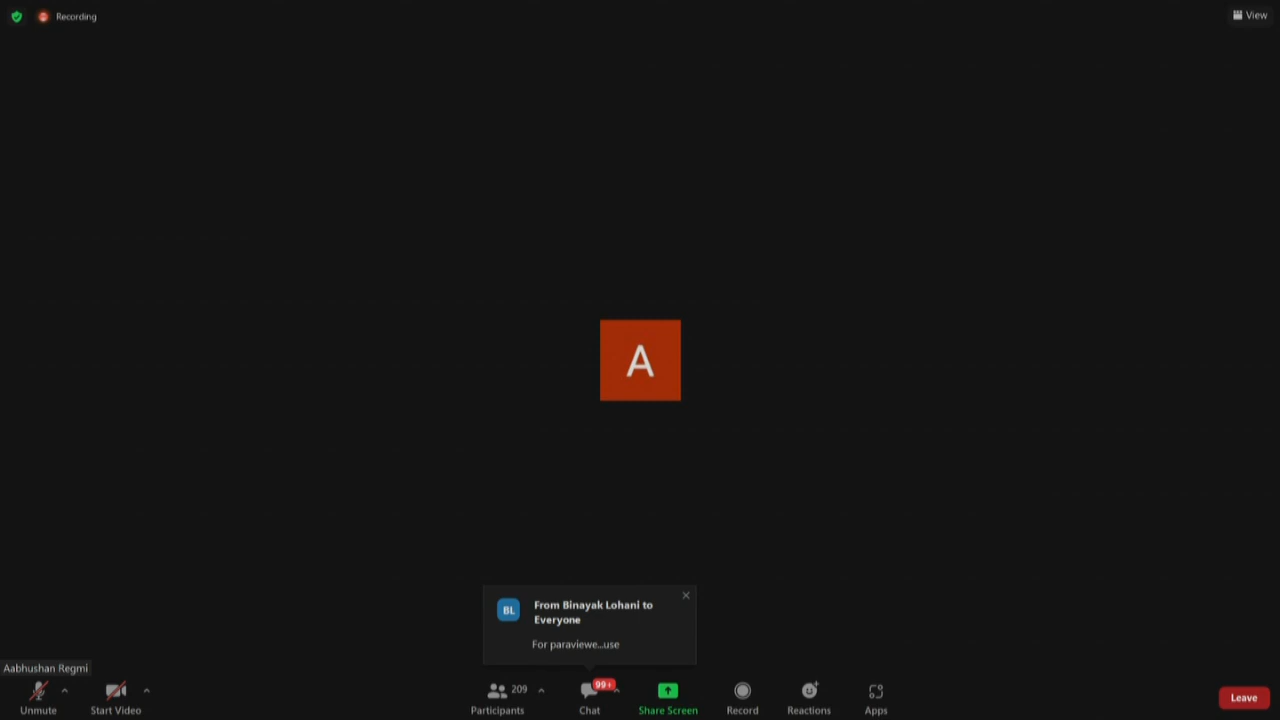 Recording
View
A
BL
From Binayak Lohani to
Everyone
For paraviewe...use
Aabhushan Regmi
209
99+
Unmute
Start Video
Participants
Chat
Share Screen
Record
Reactions
Apps
Leave